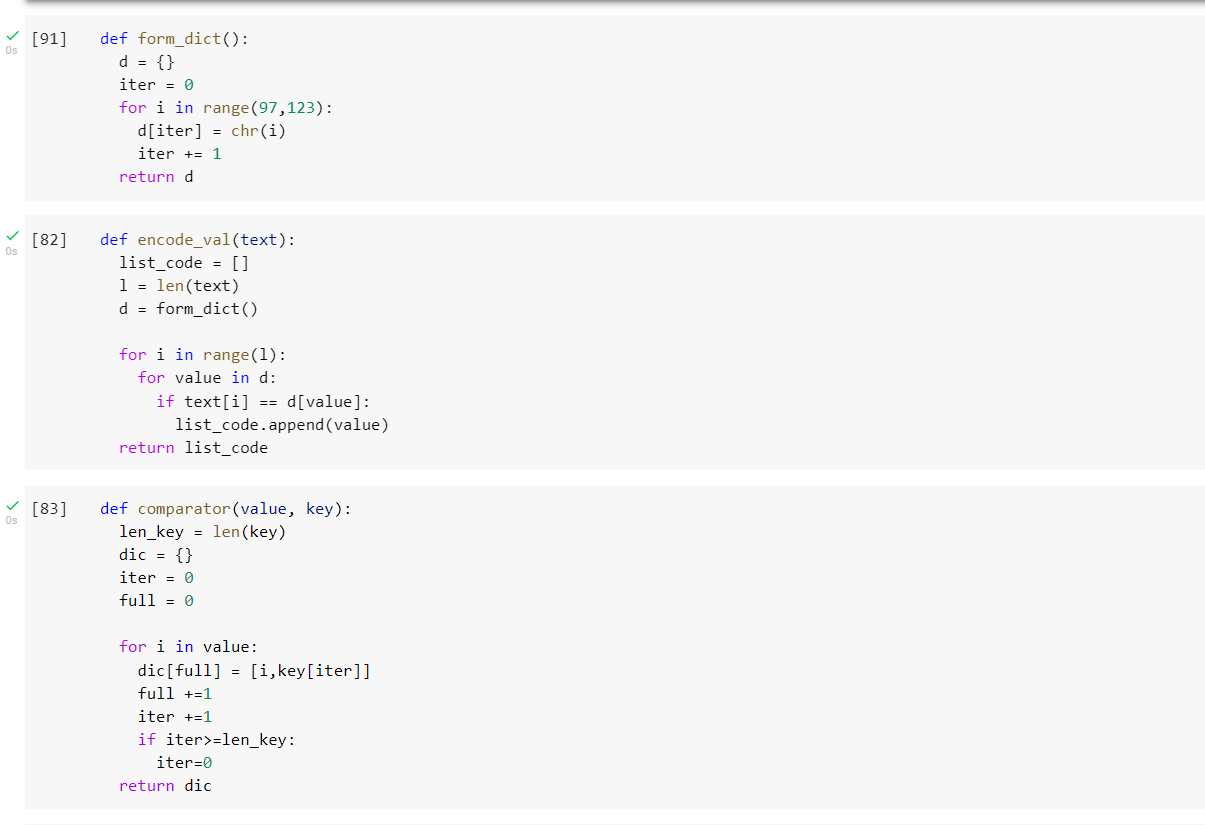 [91] def form_dict():
0s
d = {}
iter = 0
for i in range(97,123):
d[iter] = chr(i)
iter += 1
return d
[82] def encode_val(text):
0s
list_code = []
l = len(text)
d = form_dict()
for i in range(l):
for value in d:
if text[i] == d[value]:
list_code.append(value)
return list_code
[83] def comparator(value, key):
0s
len_key = len(key)
dic = {}
iter = 0
full = 0
for i in value:
dic[full] = [i,key[iter]]
full +=1
iter +=1
if iter>=len_key:
iter=0
return dic